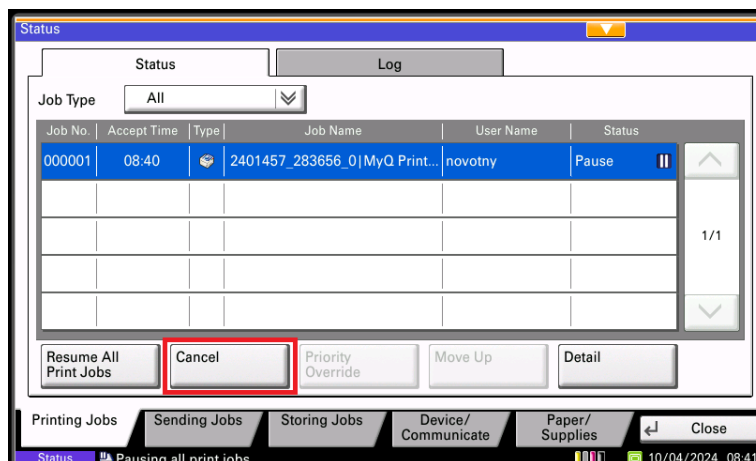 Status
Status Log
Job Type All
Job No. Accept Time Type Job Name User Name Status
000001 08:40 2401457_283656_0|MyQ Print... novotny Pause
1/1
Resume All
Print Jobs
Cancel
Priority
Override
Move Up
Detail
Printing Jobs
Sending Jobs
Storing Jobs
Device/
Communicate
Paper/
Supplies
Close
Status Pausing all print jobs. 10/04/2024 08:4